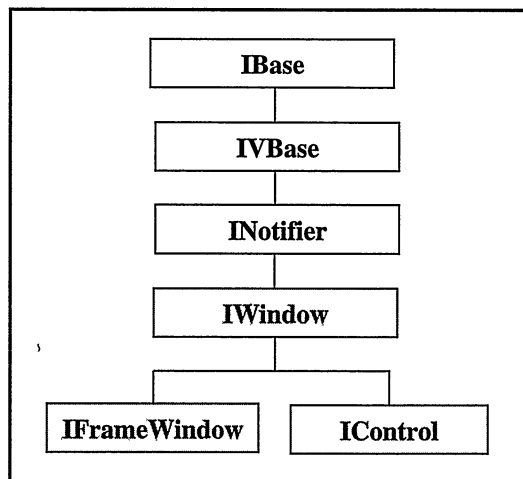 IBase
IVBase
INotifier
IWindow
IFrameWindow
IControl